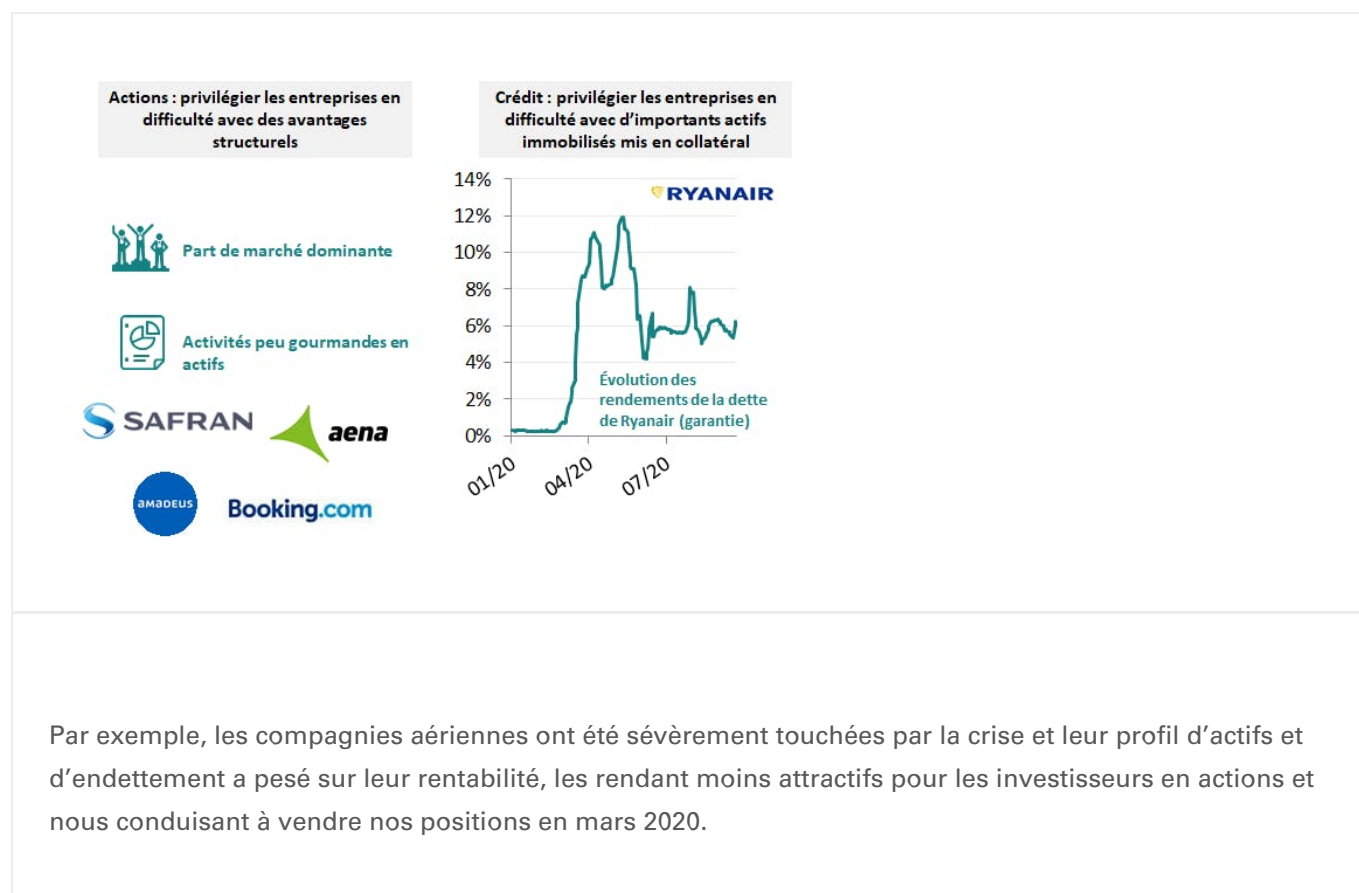 Actions : privilégier les entreprises en
difficulté avec des avantages
structurels
Part de marché dominante
Activités peu gourmandes en
actifs
SAFRAN
aena
amadeus
Booking.com
Crédit : privilégier les entreprises en
difficulté avec d’importants actifs
immobilisés mis en collatéral
RYANAIR
14%
12%
10%
8%
6%
4%
2%
0%
Évolution des
rendements de la dette
de Ryanair (garantie)
01/20
04/20
07/20
Par exemple, les compagnies aériennes ont été sévèrement touchées par la crise et leur profil d’actifs et
d’endettement a pesé sur leur rentabilité, les rendant moins attractifs pour les investisseurs en actions et
nous conduisant à vendre nos positions en mars 2020.